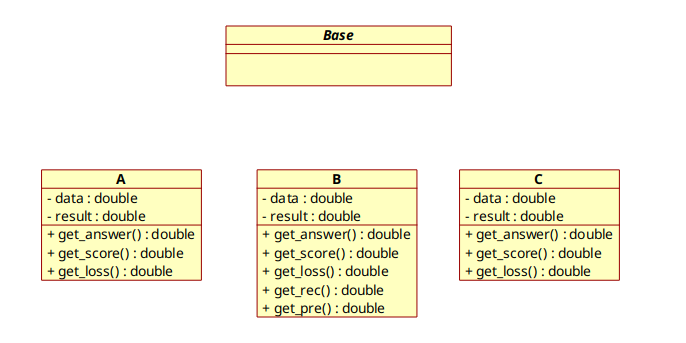 Base
A
- data : double
- result : double
+ get_answer() : double
+ get_score() : double
+ get_loss() : double
B
- data : double
- result : double
+ get_answer() : double
+ get_score() : double
+ get_loss() : double
+ get_rec() : double
+ get_pre() : double
C
- data : double
- result : double
+ get_answer() : double
+ get_score() : double
+ get_loss() : double